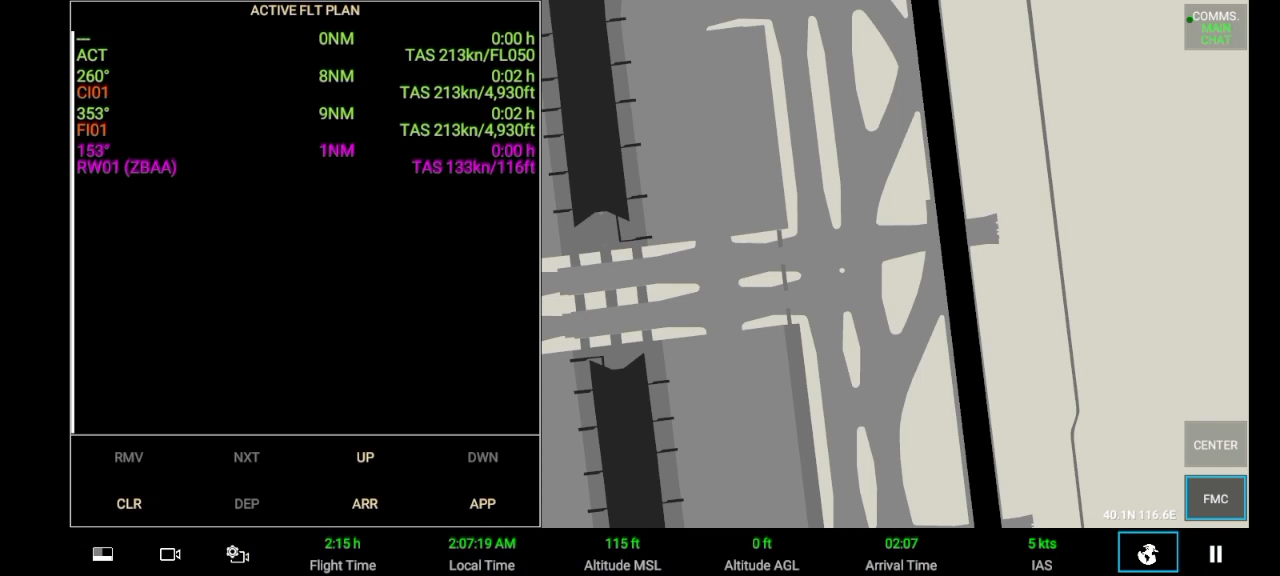 ACTIVE FLT PLAN
--- 0NM 0:00 h
ACT TAS 213kn/FL050
260° 8NM 0:02 h
CI01 TAS 213kn/4,930ft
353° 9NM 0:02 h
FI01 TAS 213kn/4,930ft
153° 1NM 0:00 h
RW01 (ZBAA) TAS 133kn/116ft
RMV NXT UP DWN
CLR DEP ARR APP
COMMS.
MAIN
CHAT
CENTER
FMC
40.1N 116.6E
2:15 h 2:07:19 AM 115 ft 0 ft 02:07 5 kts
Flight Time Local Time Altitude MSL Altitude AGL Arrival Time IAS